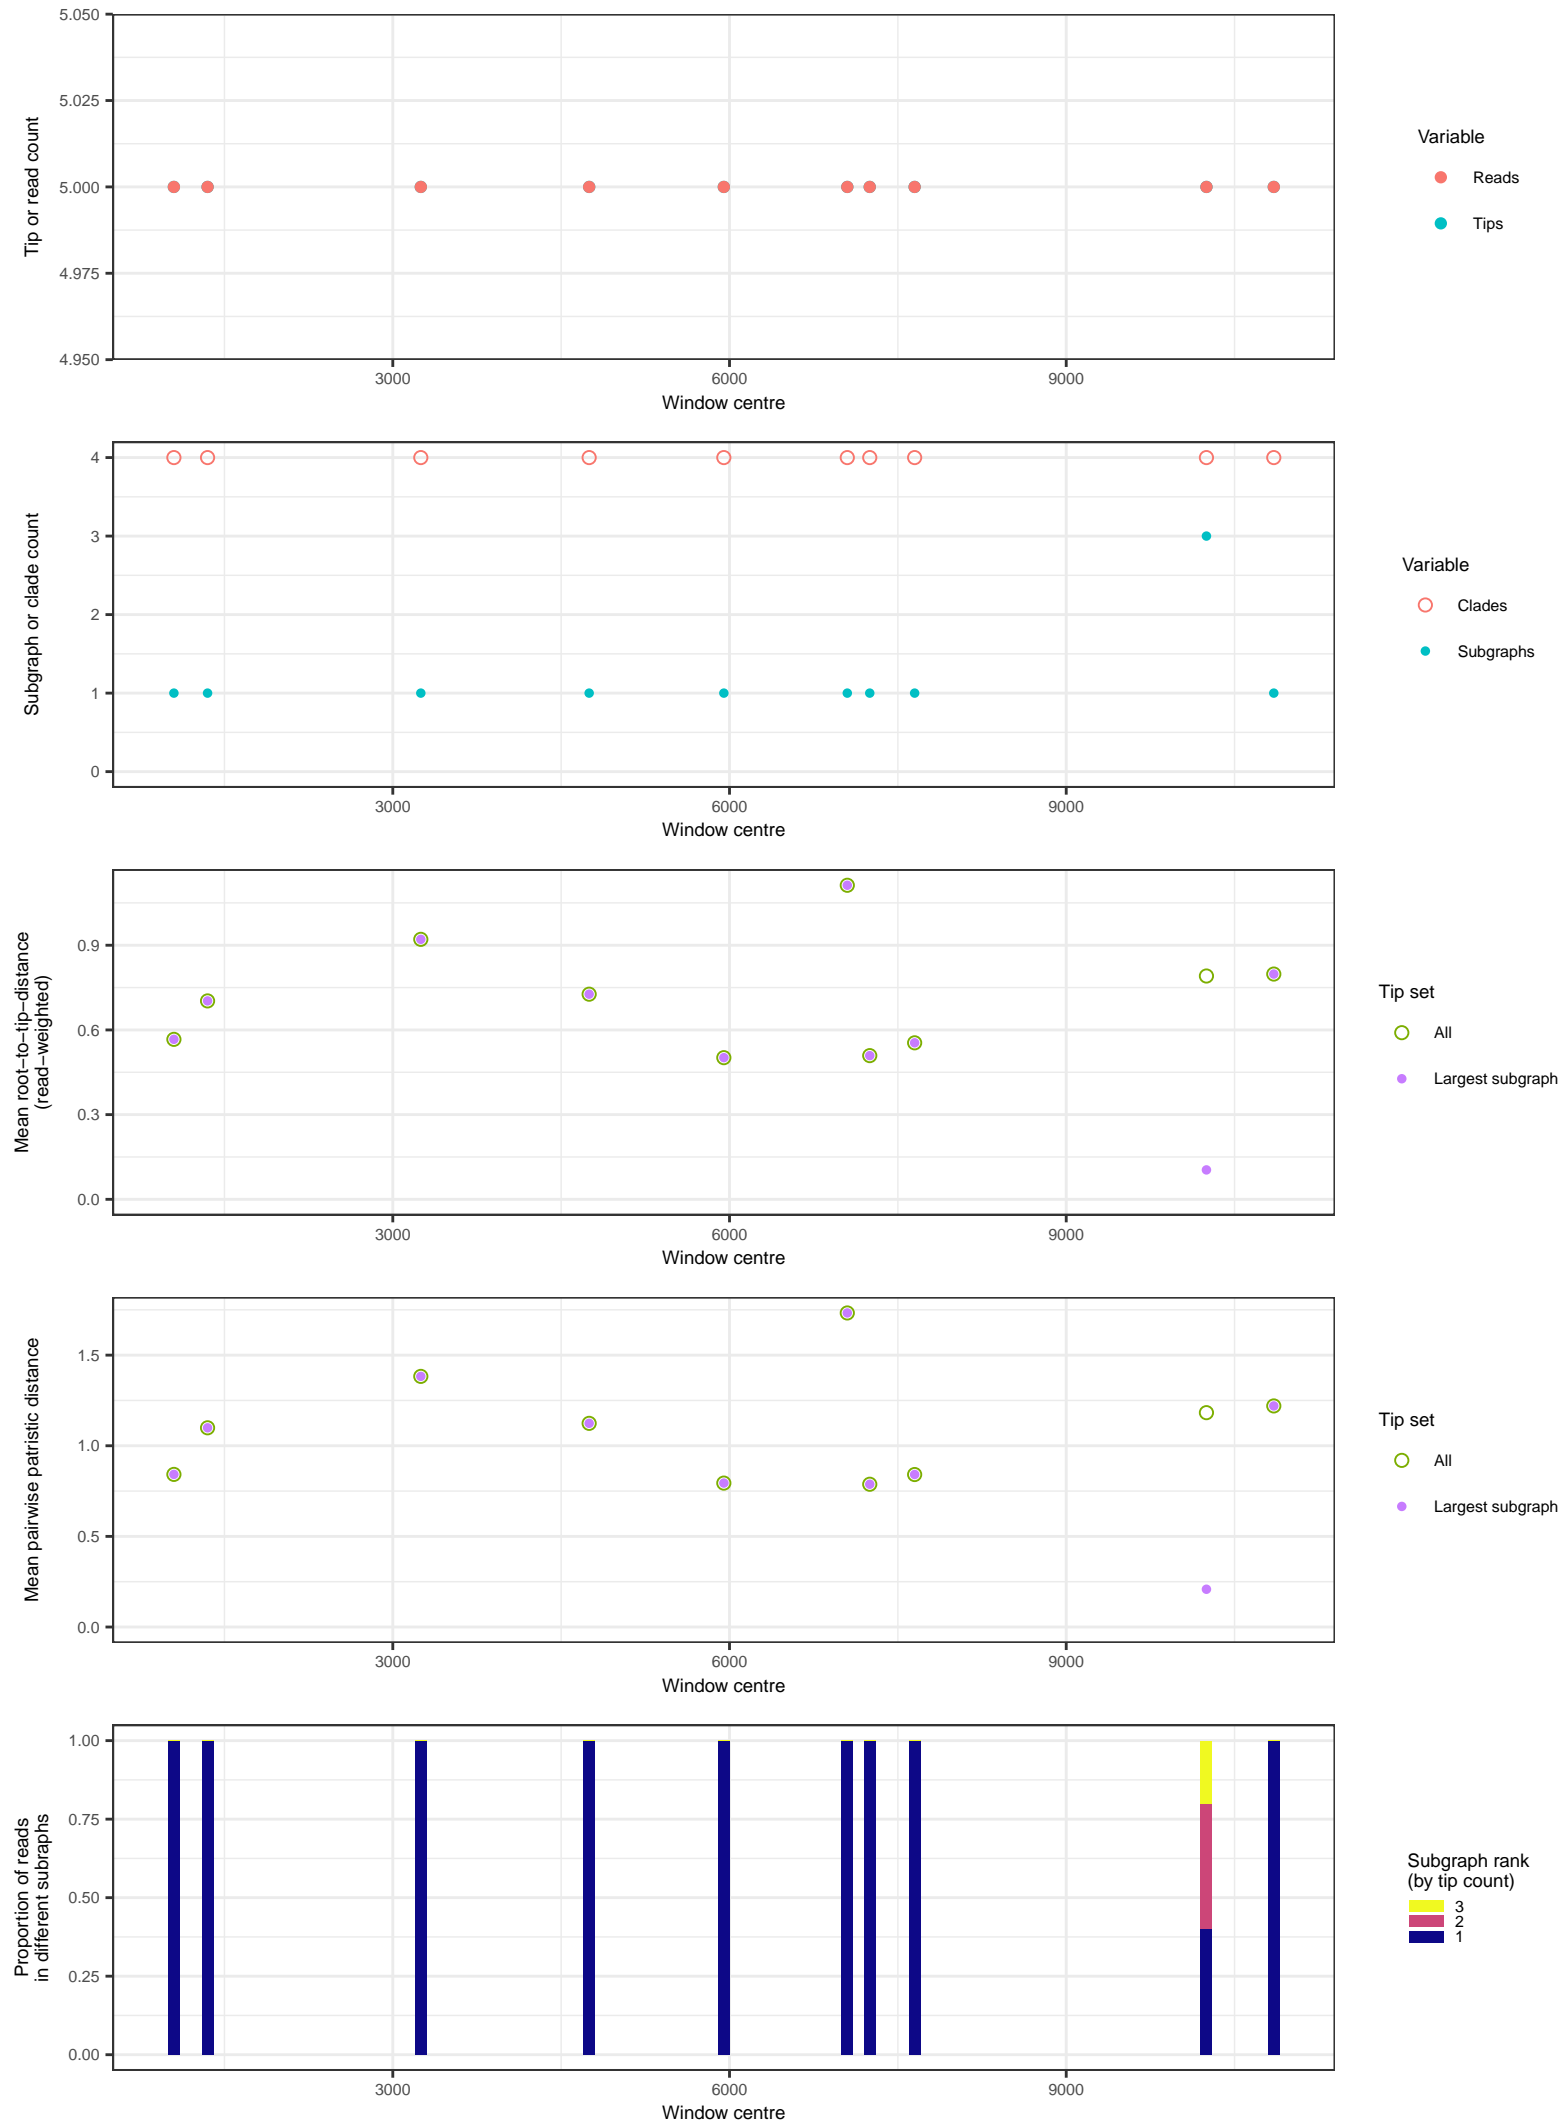 5.050
5.025
5.000
4.975
4.950
Tip or read count
3000
6000
9000
Window centre
Variable
Reads
Tips
4
3
2
1
0
Subgraph or clade count
3000
6000
9000
Window centre
Variable
Clades
Subgraphs
0.9
0.6
0.3
0.0
Mean root−to−tip−distance
(read−weighted)
3000
6000
9000
Window centre
Tip set
All
Largest subgraph
1.5
1.0
0.5
0.0
Mean pairwise patristic distance
3000
6000
9000
Window centre
Tip set
All
Largest subgraph
1.00
0.75
0.50
0.25
0.00
Proportion of reads
in different subraphs
3000
6000
9000
Window centre
Subgraph rank
(by tip count)
3
2
1